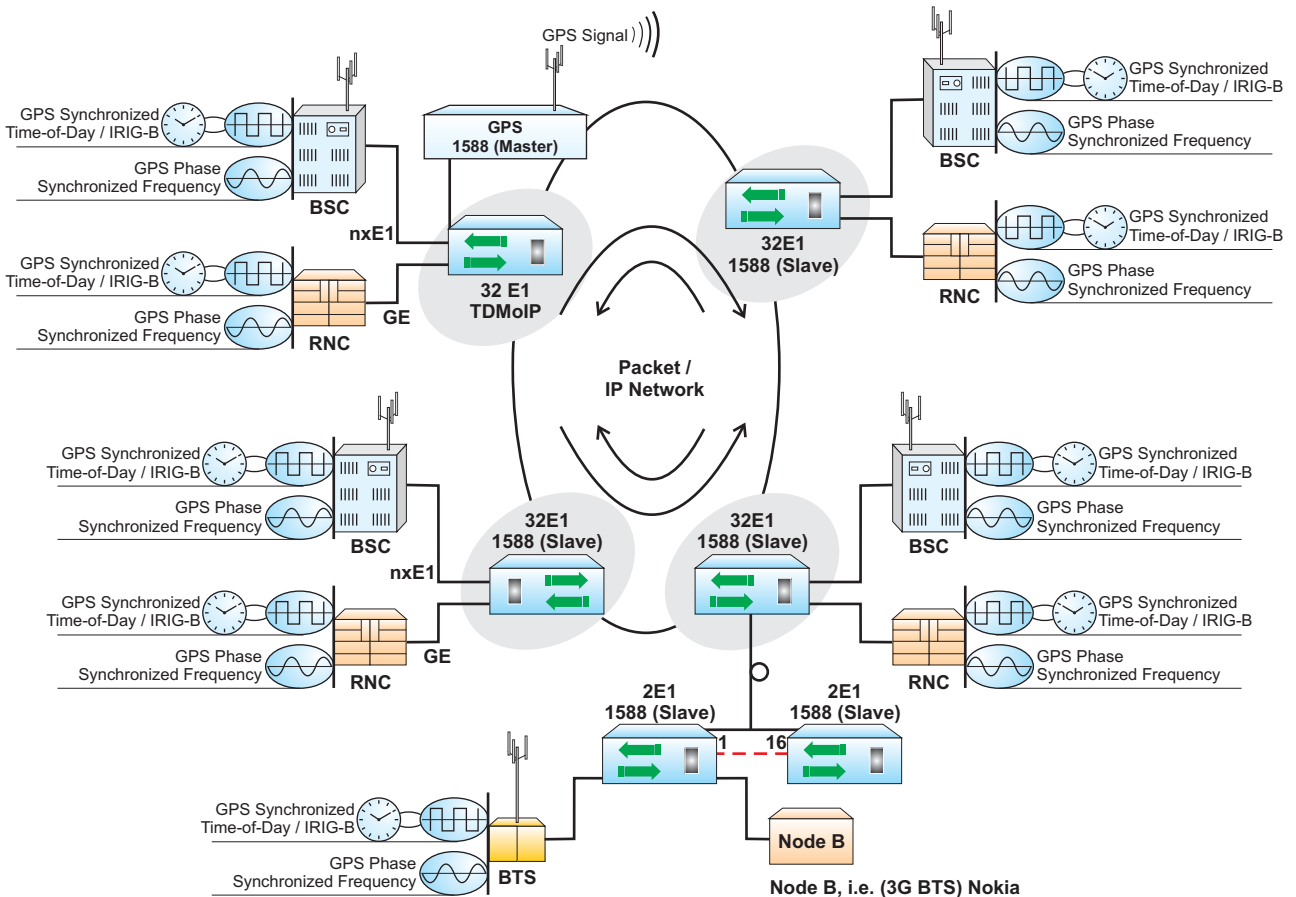 GPS Signal
GPS Synchronized
Time-of-Day / IRIG-B
GPS Phase
Synchronized Frequency
BSC
GPS
1588 (Master)
GPS Synchronized
Time-of-Day / IRIG-B
GPS Phase
Synchronized Frequency
BSC
nxE1
32 E1
TDMoIP
32E1
1588 (Slave)
GPS Synchronized
Time-of-Day / IRIG-B
GPS Phase
Synchronized Frequency
RNC
GE
GPS Synchronized
Time-of-Day / IRIG-B
GPS Phase
Synchronized Frequency
RNC
Packet /
IP Network
GPS Synchronized
Time-of-Day / IRIG-B
GPS Phase
Synchronized Frequency
BSC
nxE1
32E1
1588 (Slave)
32E1
1588 (Slave)
GPS Synchronized
Time-of-Day / IRIG-B
GPS Phase
Synchronized Frequency
BSC
GPS Synchronized
Time-of-Day / IRIG-B
GPS Phase
Synchronized Frequency
RNC
GE
GPS Synchronized
Time-of-Day / IRIG-B
GPS Phase
Synchronized Frequency
RNC
2E1
1588 (Slave)
2E1
1588 (Slave)
1
16
GPS Synchronized
Time-of-Day / IRIG-B
GPS Phase
Synchronized Frequency
BTS
Node B
Node B, i.e. (3G BTS) Nokia